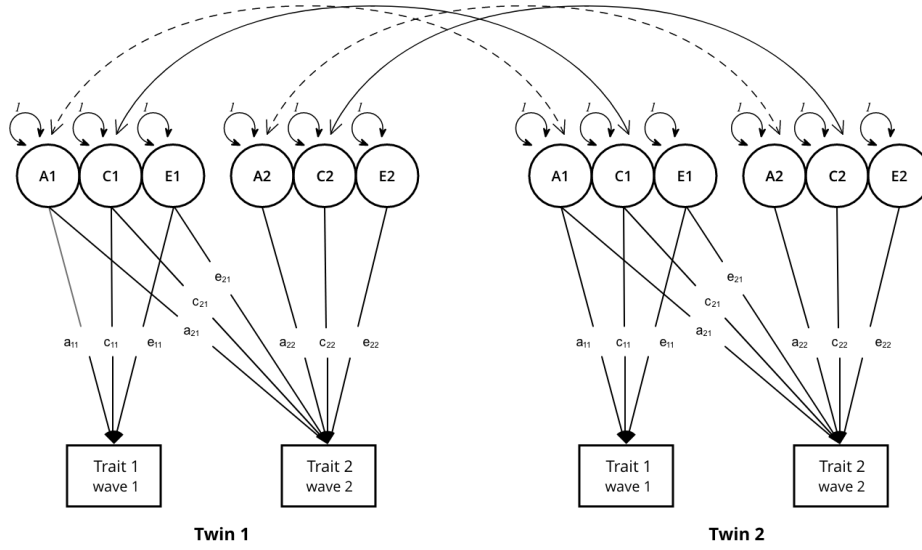 1 1 1 1 1 1 1 1 1 1 1 1
A1 C1 E1 A2 C2 E2 A1 C1 E1 A2 C2 E2
e₂₁ e₂₁
c₂₁ c₂₁
a₂₁ a₂₁
a₁₁ c₁₁ e₁₁ a₂₂ c₂₂ e₂₂ a₁₁ c₁₁ e₁₁ a₂₂ c₂₂ e₂₂
Trait 1 Trait 2 Trait 1 Trait 2
wave 1 wave 2 wave 1 wave 2
Twin 1 Twin 2